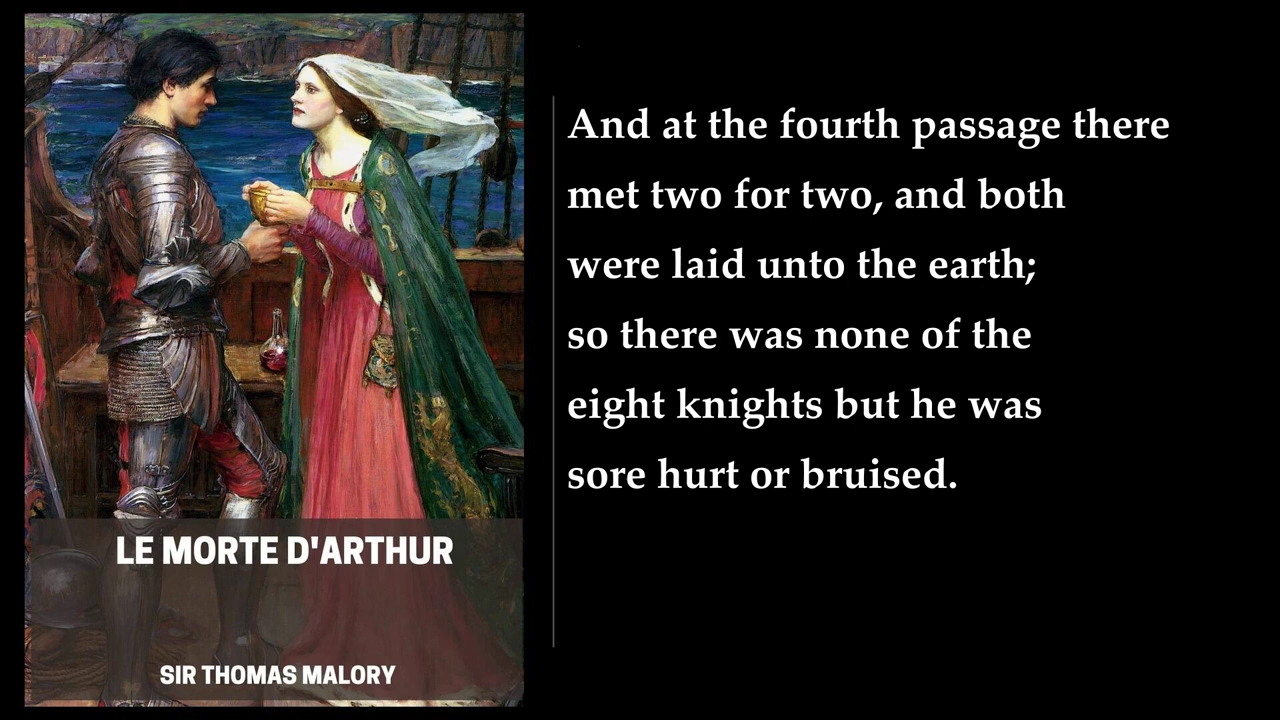 And at the fourth passage there
met two for two, and both
were laid unto the earth;
so there was none of the
eight knights but he was
sore hurt or bruised.
LE MORTE D'ARTHUR
SIR THOMAS MALORY